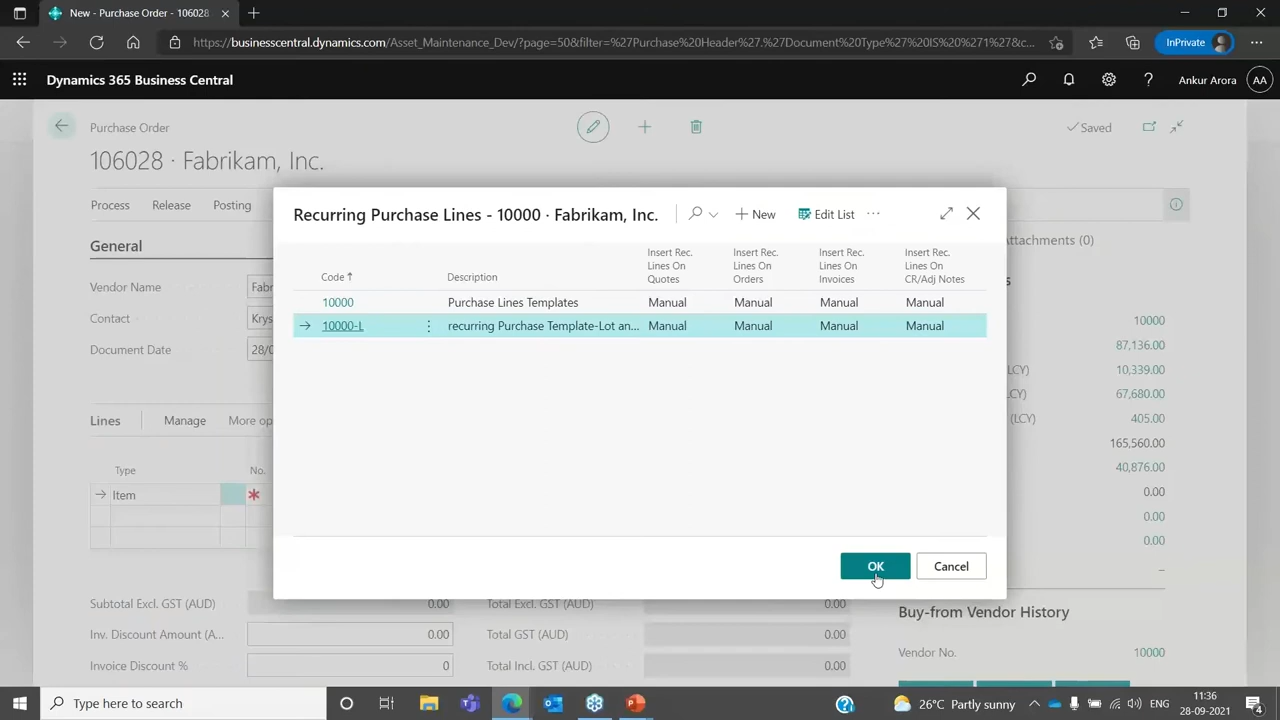 New - Purchase Order - 106028 ·
https://businesscentral.dynamics.com/Asset_Maintenance_Dev/?page=50&filter=%27Purchase%20Header%27.%27Document%20Type%27%20IS%20%271%27&c...
InPrivate
Dynamics 365 Business Central
Ankur Arora AA
Purchase Order
Saved
106028 · Fabrikam, Inc.
Process Release Posting
Recurring Purchase Lines - 10000 · Fabrikam, Inc.
New Edit List ...
General
Attachments (0)
Code ↑ Description Insert Rec. Lines On Quotes Insert Rec. Lines On Orders Insert Rec. Lines On Invoices Insert Rec. Lines On CR/Adj Notes
10000 Purchase Lines Templates Manual Manual Manual Manual
10000-L recurring Purchase Template-Lot an... Manual Manual Manual Manual
Vendor Name Fab
Contact Krys
Document Date 28/0
10000
87,136.00
(LCY) 10,339.00
(LCY) 67,680.00
(LCY) 405.00
165,560.00
40,876.00
0.00
0.00
0.00
–
Lines Manage More op
Type No.
Item
OK Cancel
Subtotal Excl. GST (AUD) 0.00 Total Excl. GST (AUD) 0.00
Inv. Discount Amount (A... 0.00 Total GST (AUD) 0.00
Invoice Discount % 0 Total Incl. GST (AUD) 0.00
Buy-from Vendor History
Vendor No. 10000
Type here to search
26°C Partly sunny
ENG
11:36
28-09-2021
4